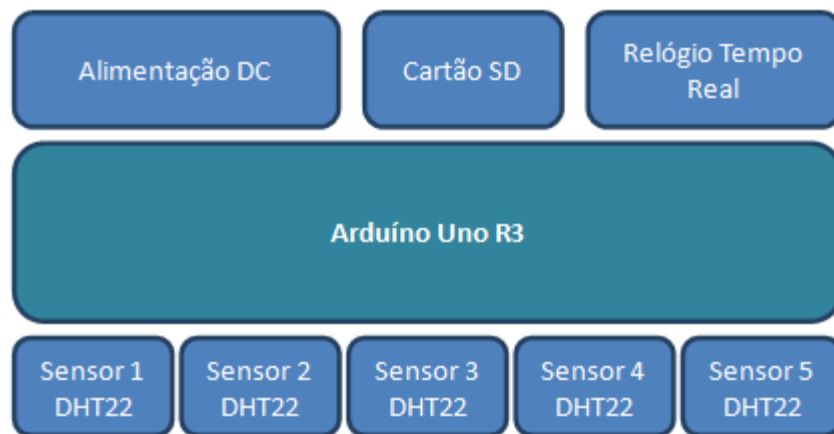 Alimentação DC
Cartão SD
Relógio Tempo
Real
Arduíno Uno R3
Sensor 1
DHT22
Sensor 2
DHT22
Sensor 3
DHT22
Sensor 4
DHT22
Sensor 5
DHT22